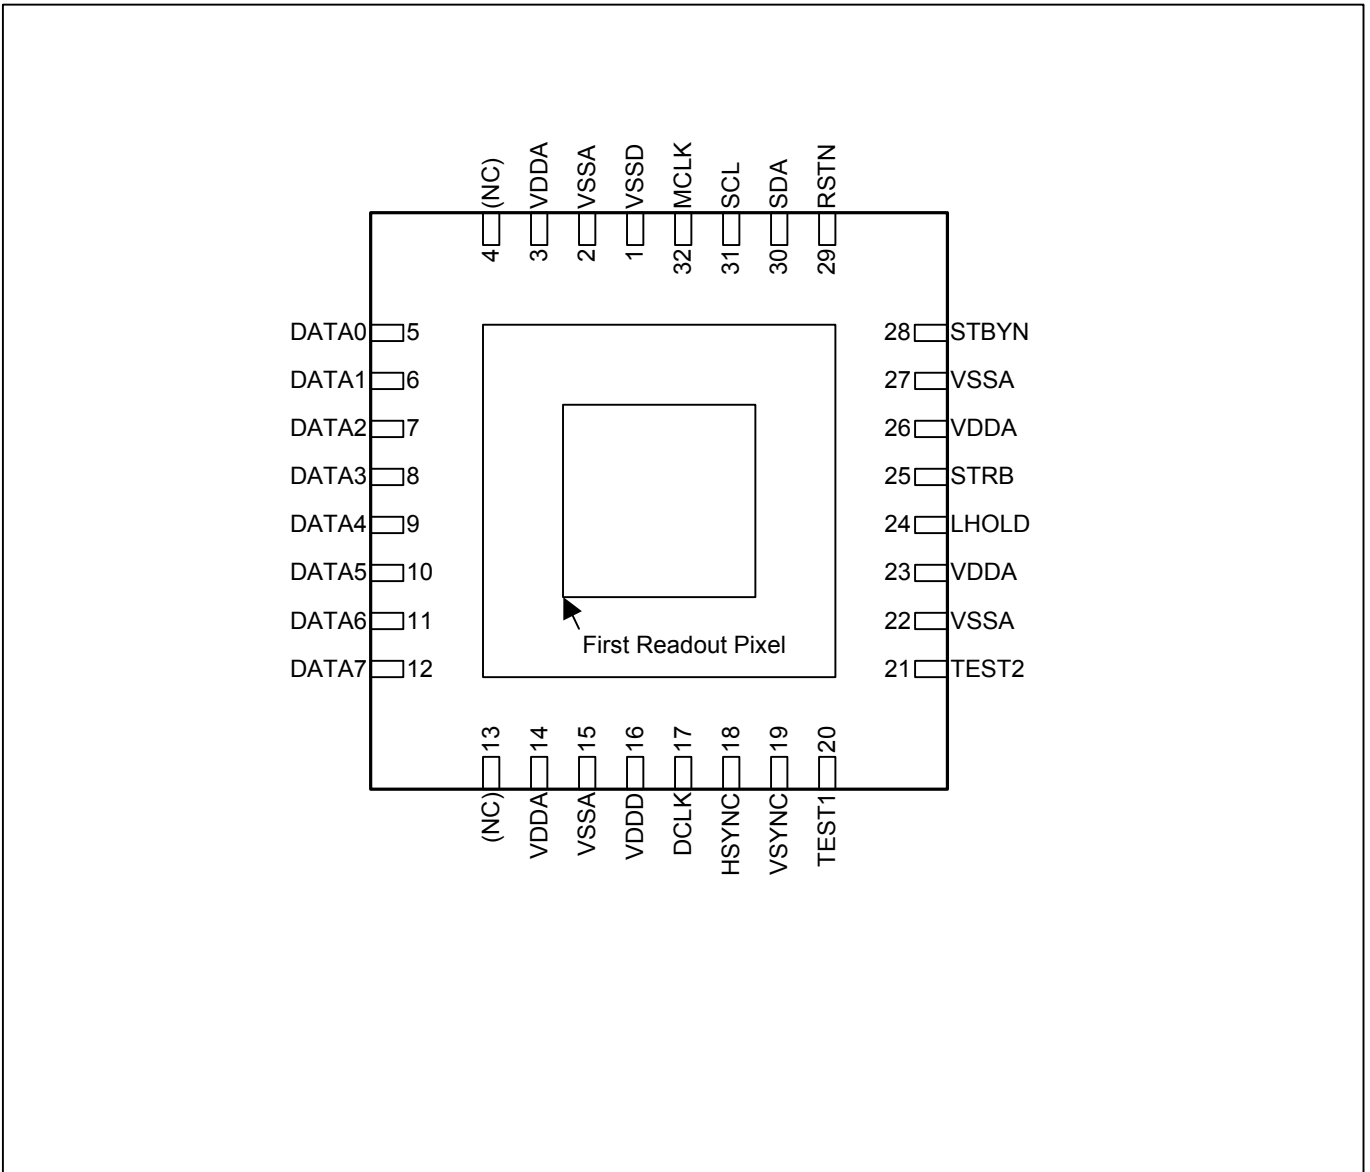 (NC)
VDDA
VSSA
VSSD
MCLK
SCL
SDA
RSTN
4
3
2
1
32
31
30
29
DATA0 5
DATA1 6
DATA2 7
DATA3 8
DATA4 9
DATA5 10
DATA6 11
DATA7 12
28 STBYN
27 VSSA
26 VDDA
25 STRB
24 LHOLD
23 VDDA
22 VSSA
21 TEST2
First Readout Pixel
13
14
15
16
17
18
19
20
(NC)
VDDA
VSSA
VDDD
DCLK
HSYNC
VSYNC
TEST1